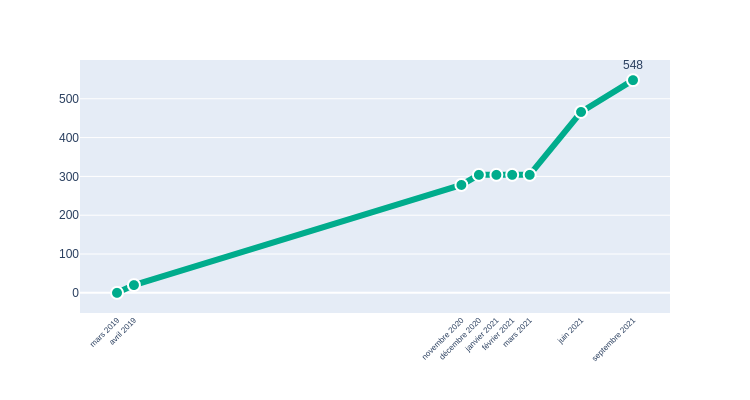 548
500
400
300
200
100
0
mars 2019
avril 2019
novembre 2020
décembre 2020
janvier 2021
février 2021
mars 2021
juin 2021
septembre 2021